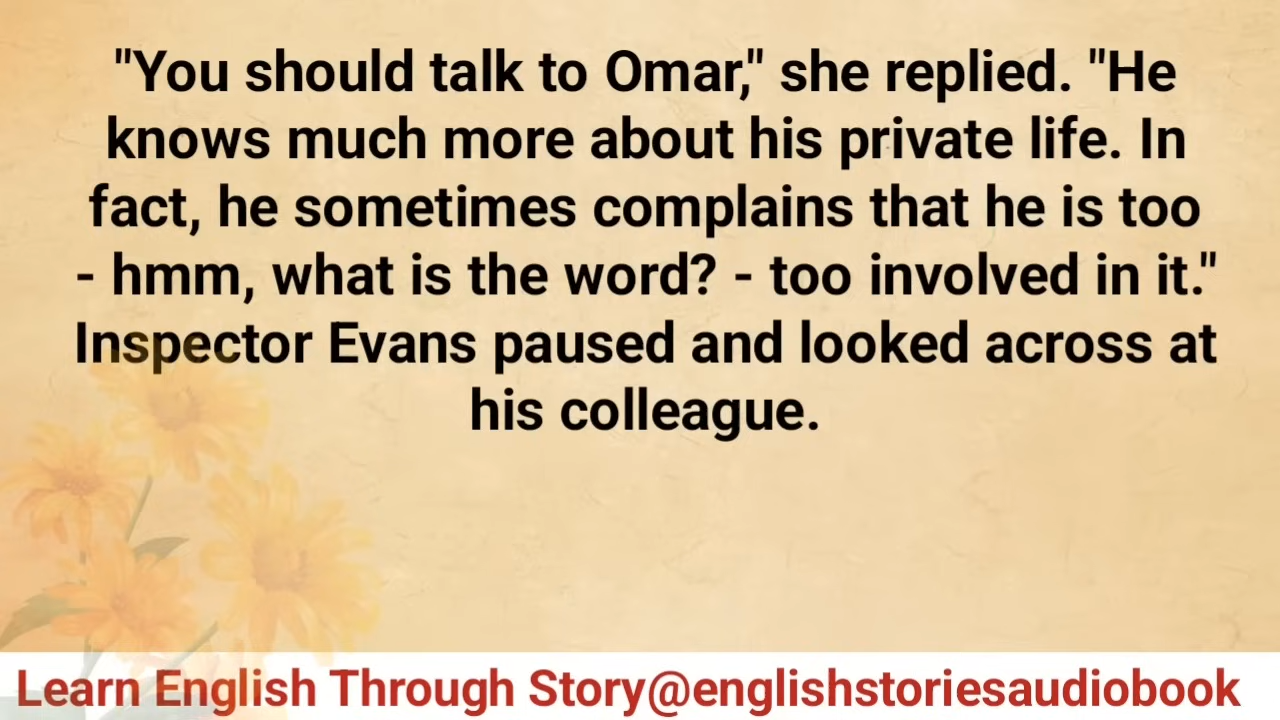 "You should talk to Omar," she replied. "He
knows much more about his private life. In
fact, he sometimes complains that he is too
- hmm, what is the word? - too involved in it."
Inspector Evans paused and looked across at
his colleague.
Learn English Through Story@englishstoriesaudiobook